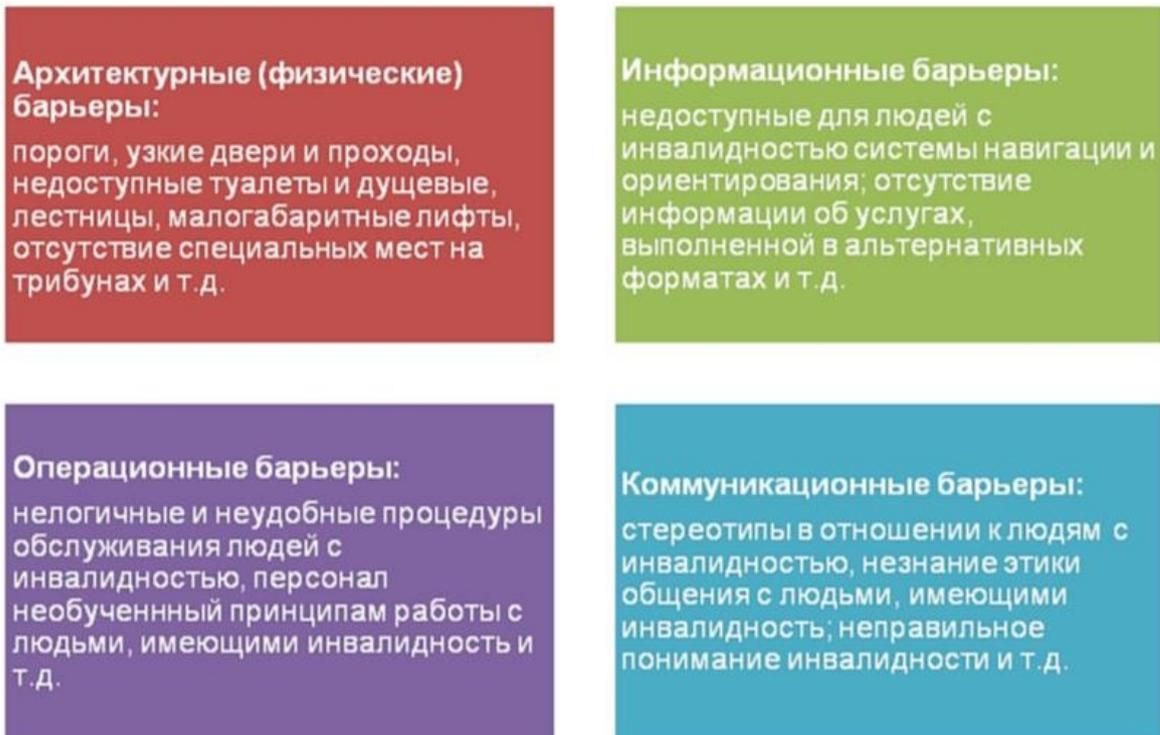 Архитектурные (физические)
барьеры:
пороги, узкие двери и проходы,
недоступные туалеты и дущевые,
лестницы, малогабаритные лифты,
отсутствие специальных мест на
трибунах и т.д.
Информационные барьеры:
недоступные для людей с
инвалидностью системы навигации и
ориентирования; отсутствие
информации об услугах,
выполненной в альтернативных
форматах и т.д.
Операционные барьеры:
нелогичные и неудобные процедуры
обслуживания людей с
инвалидностью, персонал
необученнный принципам работы с
людьми, имеющими инвалидность и
т.д.
Коммуникационные барьеры:
стереотипы в отношении к людям с
инвалидностью, незнание этики
общения с людьми, имеющими
инвалидность; неправильное
понимание инвалидности и т.д.